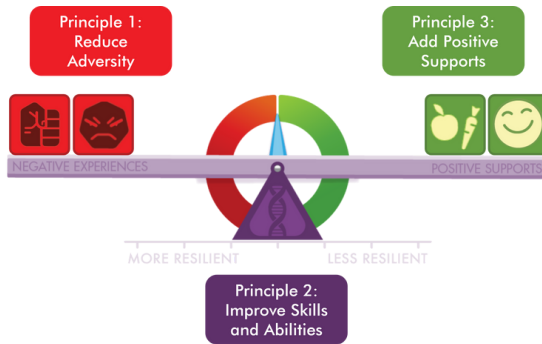 Principle 1:
Reduce
Adversity
Principle 3:
Add Positive
Supports
NEGATIVE EXPERIENCES
POSITIVE SUPPORTS
MORE RESILIENT
LESS RESILIENT
Principle 2:
Improve Skills
and Abilities